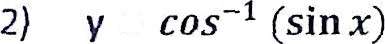 2) y cos⁻¹ (sin x)